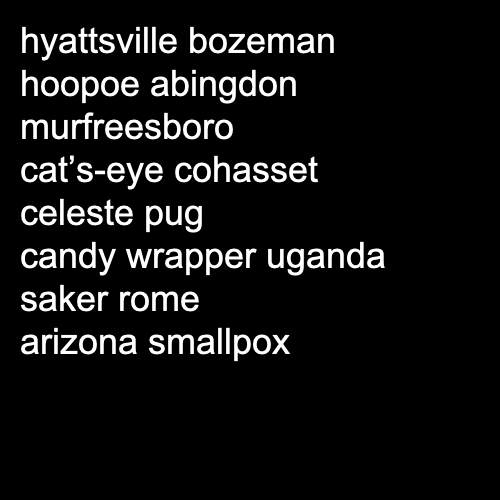 hyattsville bozeman
hoopoe abingdon
murfreesboro
cat’s-eye cohasset
celeste pug
candy wrapper uganda
saker rome
arizona smallpox